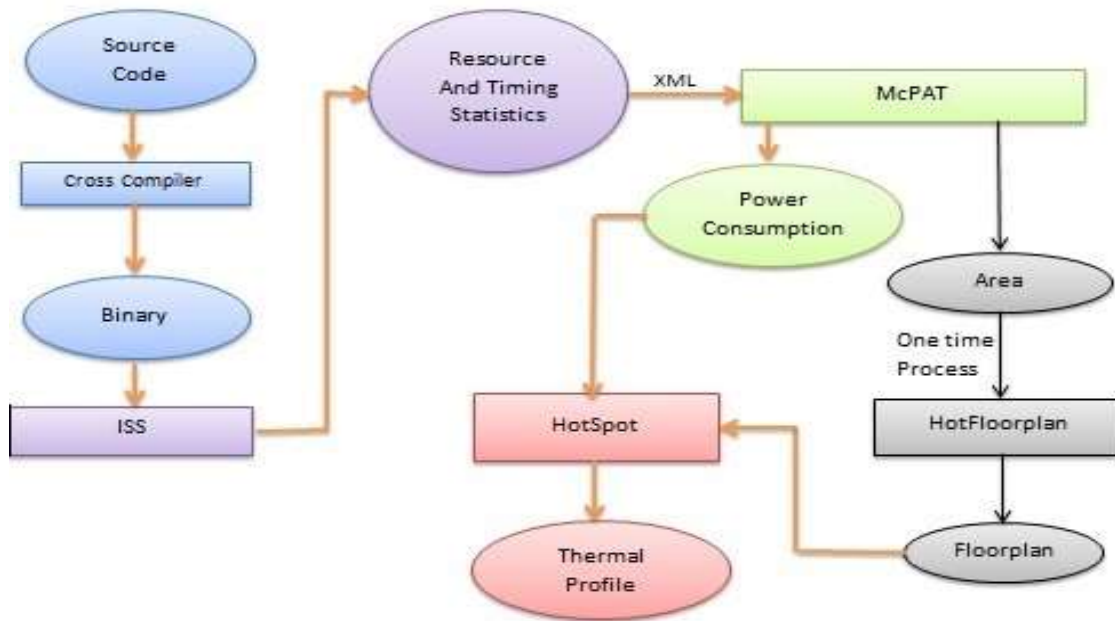 Source
Code
Cross Compiler
Binary
ISS
Resource
And Timing
Statistics
XML
McPAT
Power
Consumption
Area
One time
Process
HotFloorplan
Floorplan
HotSpot
Thermal
Profile